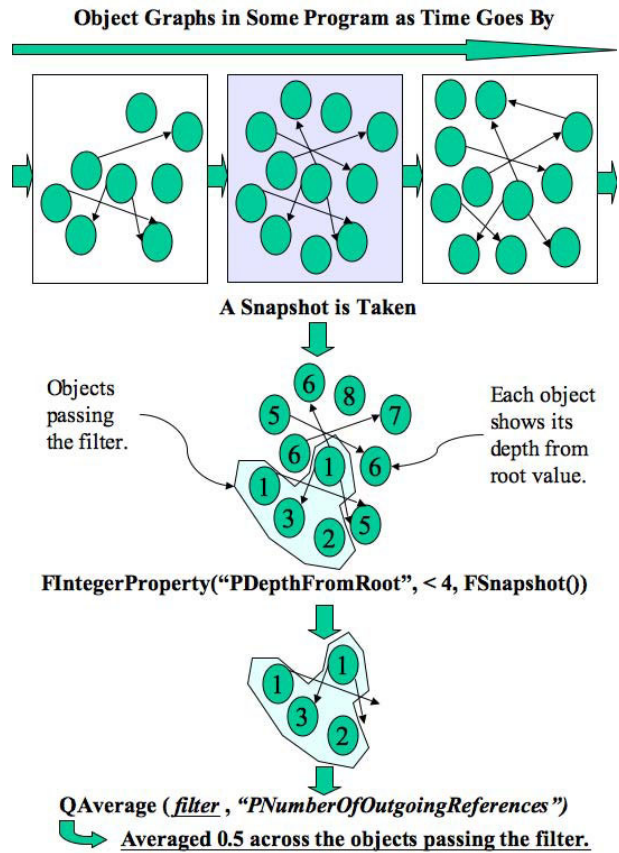 Object Graphs in Some Program as Time Goes By
A Snapshot is Taken
Objects
passing
the filter.
Each object
shows its
depth from
root value.
6
8
5
7
6
1
6
1
3
2
5
FIntegerProperty(“PDepthFromRoot”, < 4, FSnapshot())
1
1
3
2
QAverage (filter , “PNumberOfOutgoingReferences”)
Averaged 0.5 across the objects passing the filter.